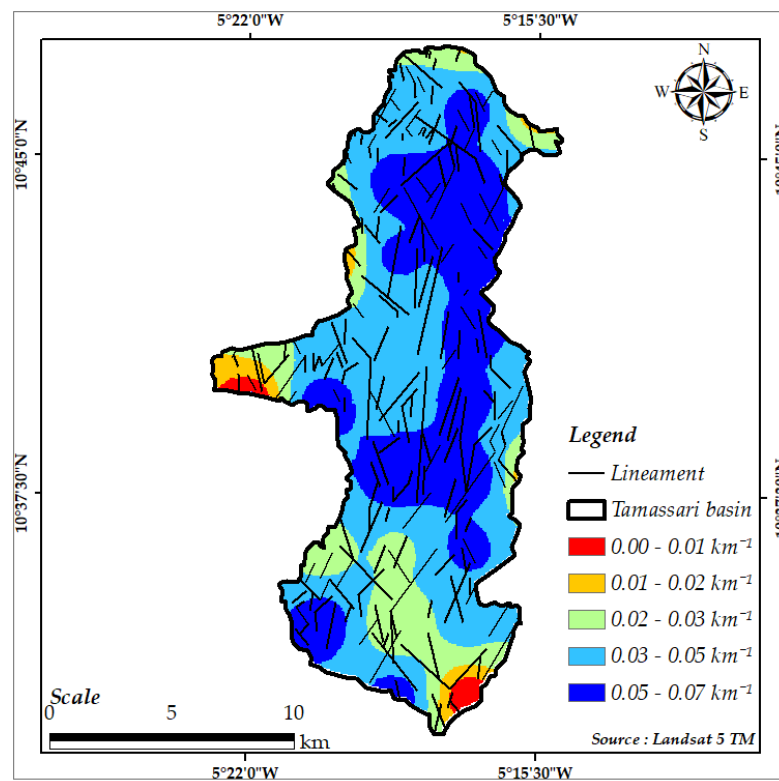 5°22'0"W 5°15'30"W
N
W E
S
10°45'0"N
10°37'30"N
Legend
Lineament
Tamassari basin
0.00 - 0.01 km⁻¹
0.01 - 0.02 km⁻¹
0.02 - 0.03 km⁻¹
0.03 - 0.05 km⁻¹
0.05 - 0.07 km⁻¹
Scale
0 5 10
km
Source : Landsat 5 TM
5°22'0"W 5°15'30"W